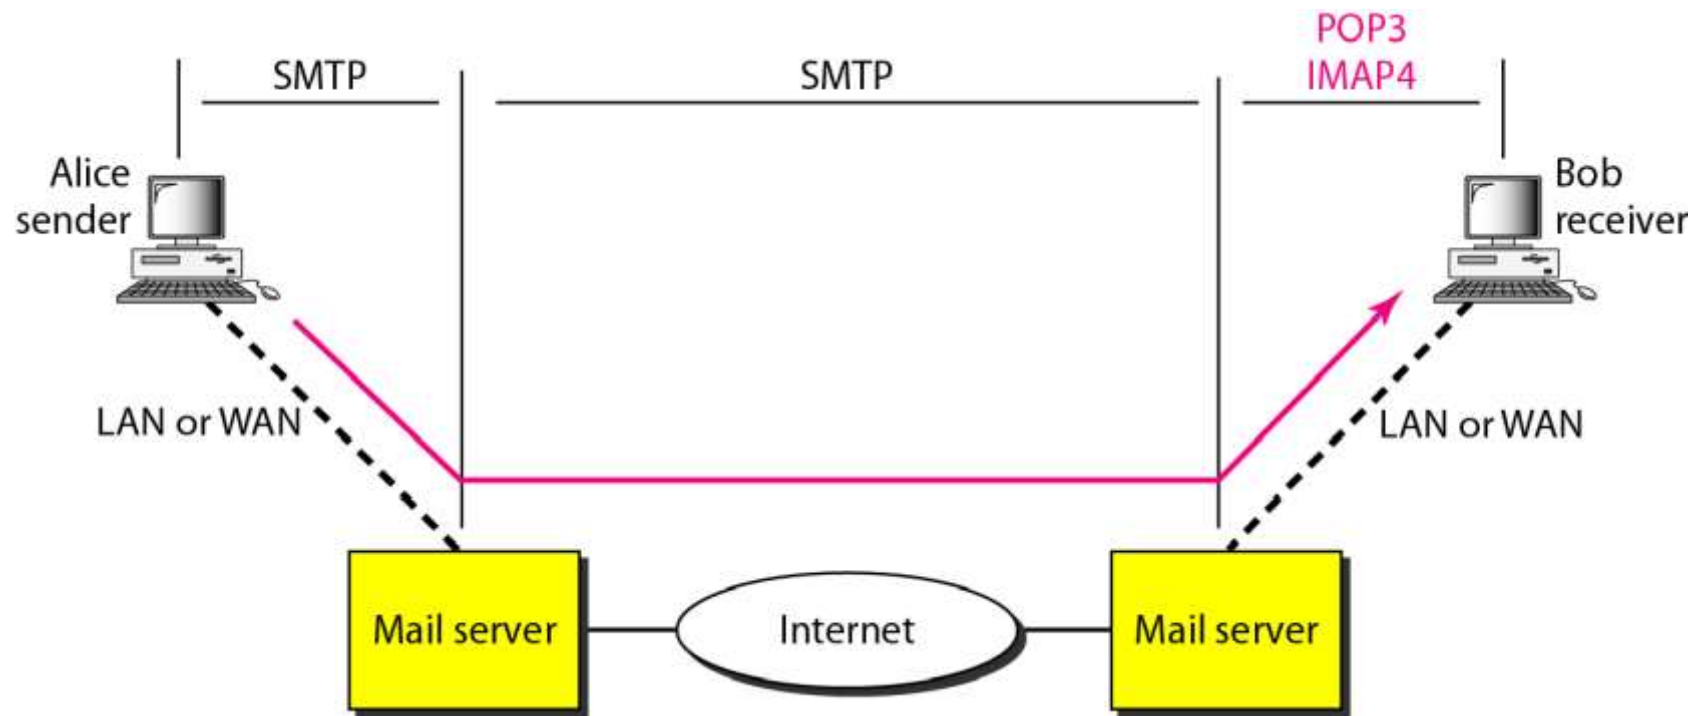 POP3
SMTP
SMTP
IMAP4
Alice
sender
Bob
receiver
LAN or WAN
LAN or WAN
Mail server
Internet
Mail server